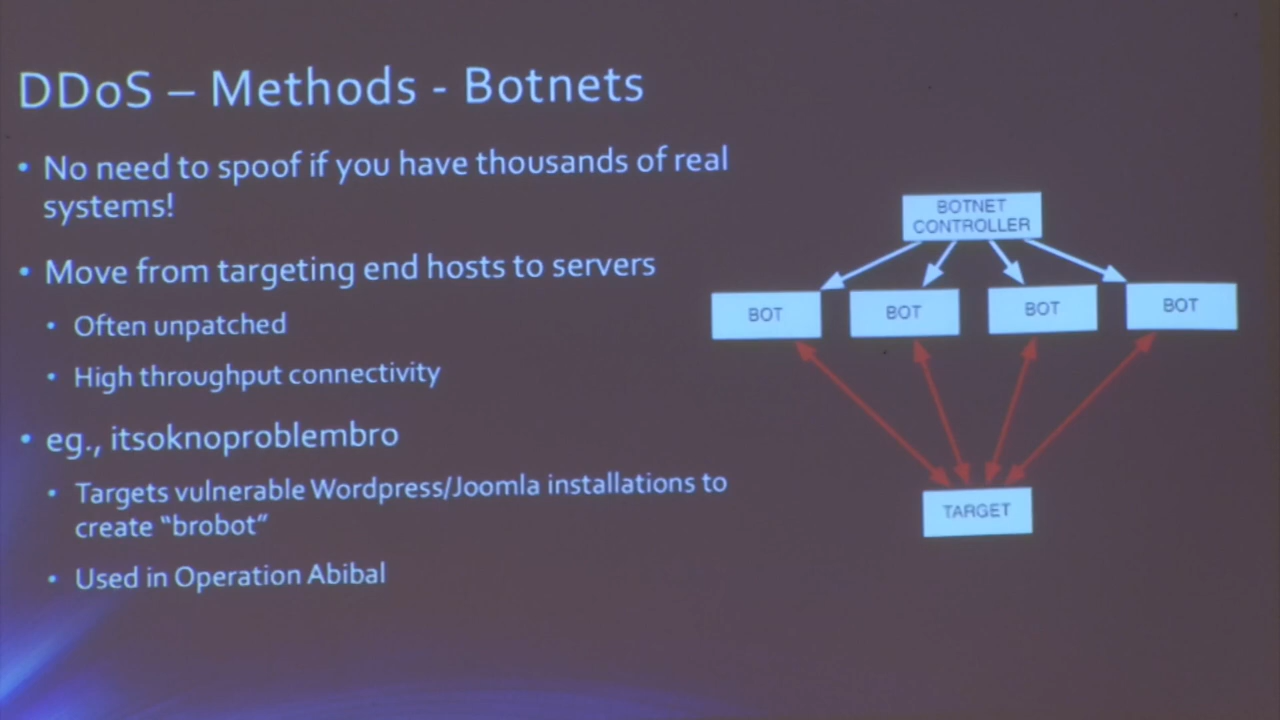 DDoS – Methods - Botnets
• No need to spoof if you have thousands of real
systems!
• Move from targeting end hosts to servers
• Often unpatched
• High throughput connectivity
• eg., itsoknoproblembro
• Targets vulnerable Wordpress/Joomla installations to
create “brobot”
• Used in Operation Abibal
BOTNET
CONTROLLER
BOT
BOT
BOT
BOT
TARGET